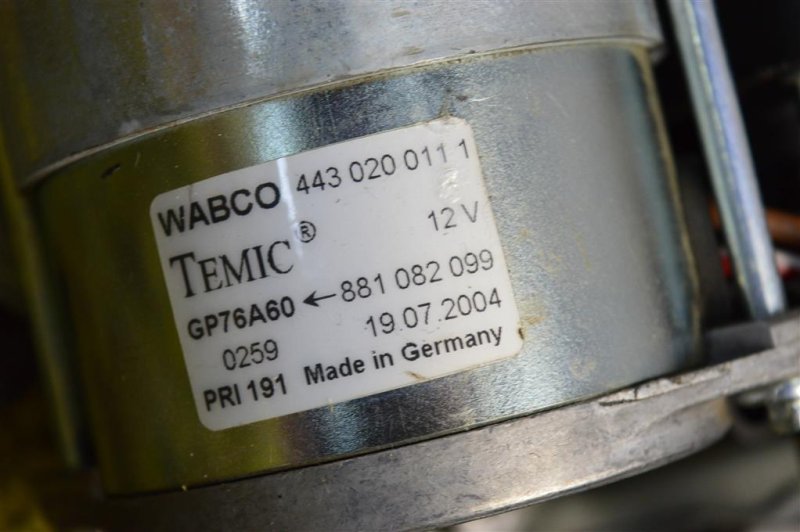 WABCO 443 020 011 1
TEMIC® 12 V
GP76A60 ← 881 082 099
0259 19.07.2004
PRI 191 Made in Germany